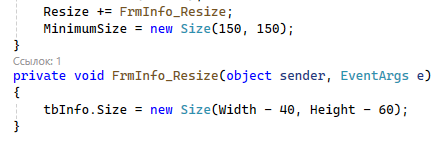 Resize += FrmInfo_Resize;
MinimumSize = new Size(150, 150);
}
Ссылок: 1
private void FrmInfo_Resize(object sender, EventArgs e)
{
tbInfo.Size = new Size(Width - 40, Height - 60);
}